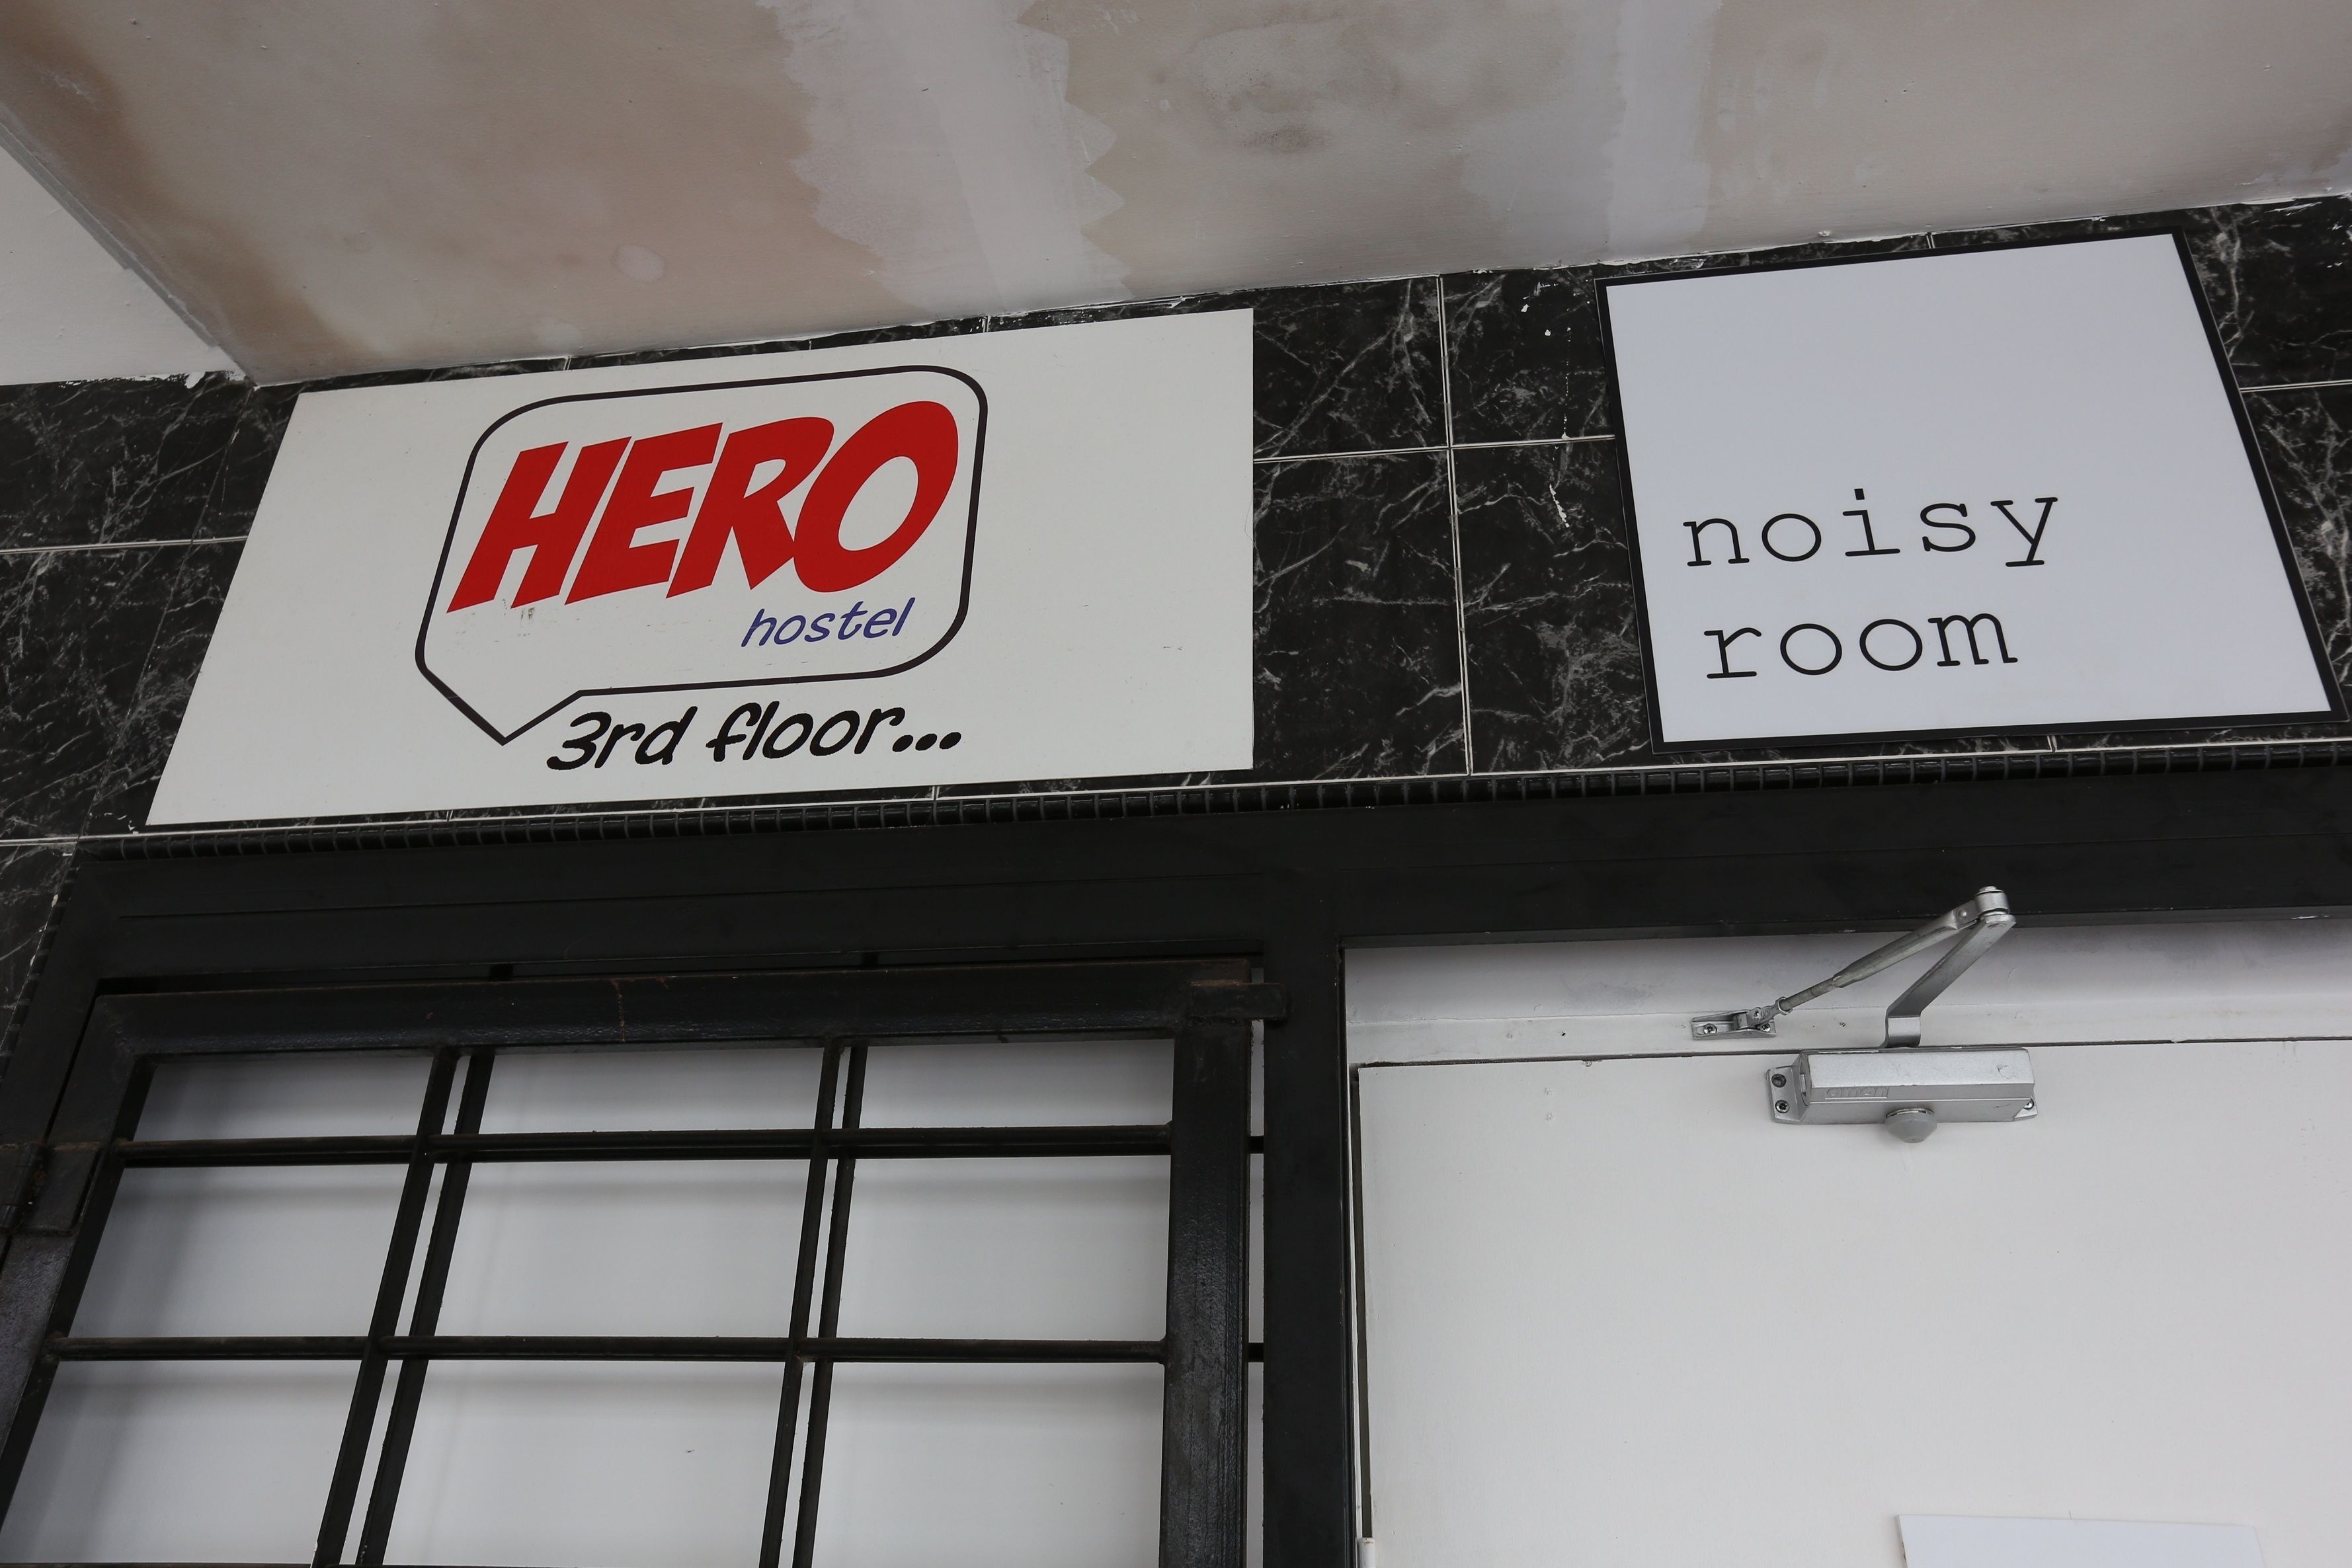 HERO
hostel
3rd floor...
noisy
room